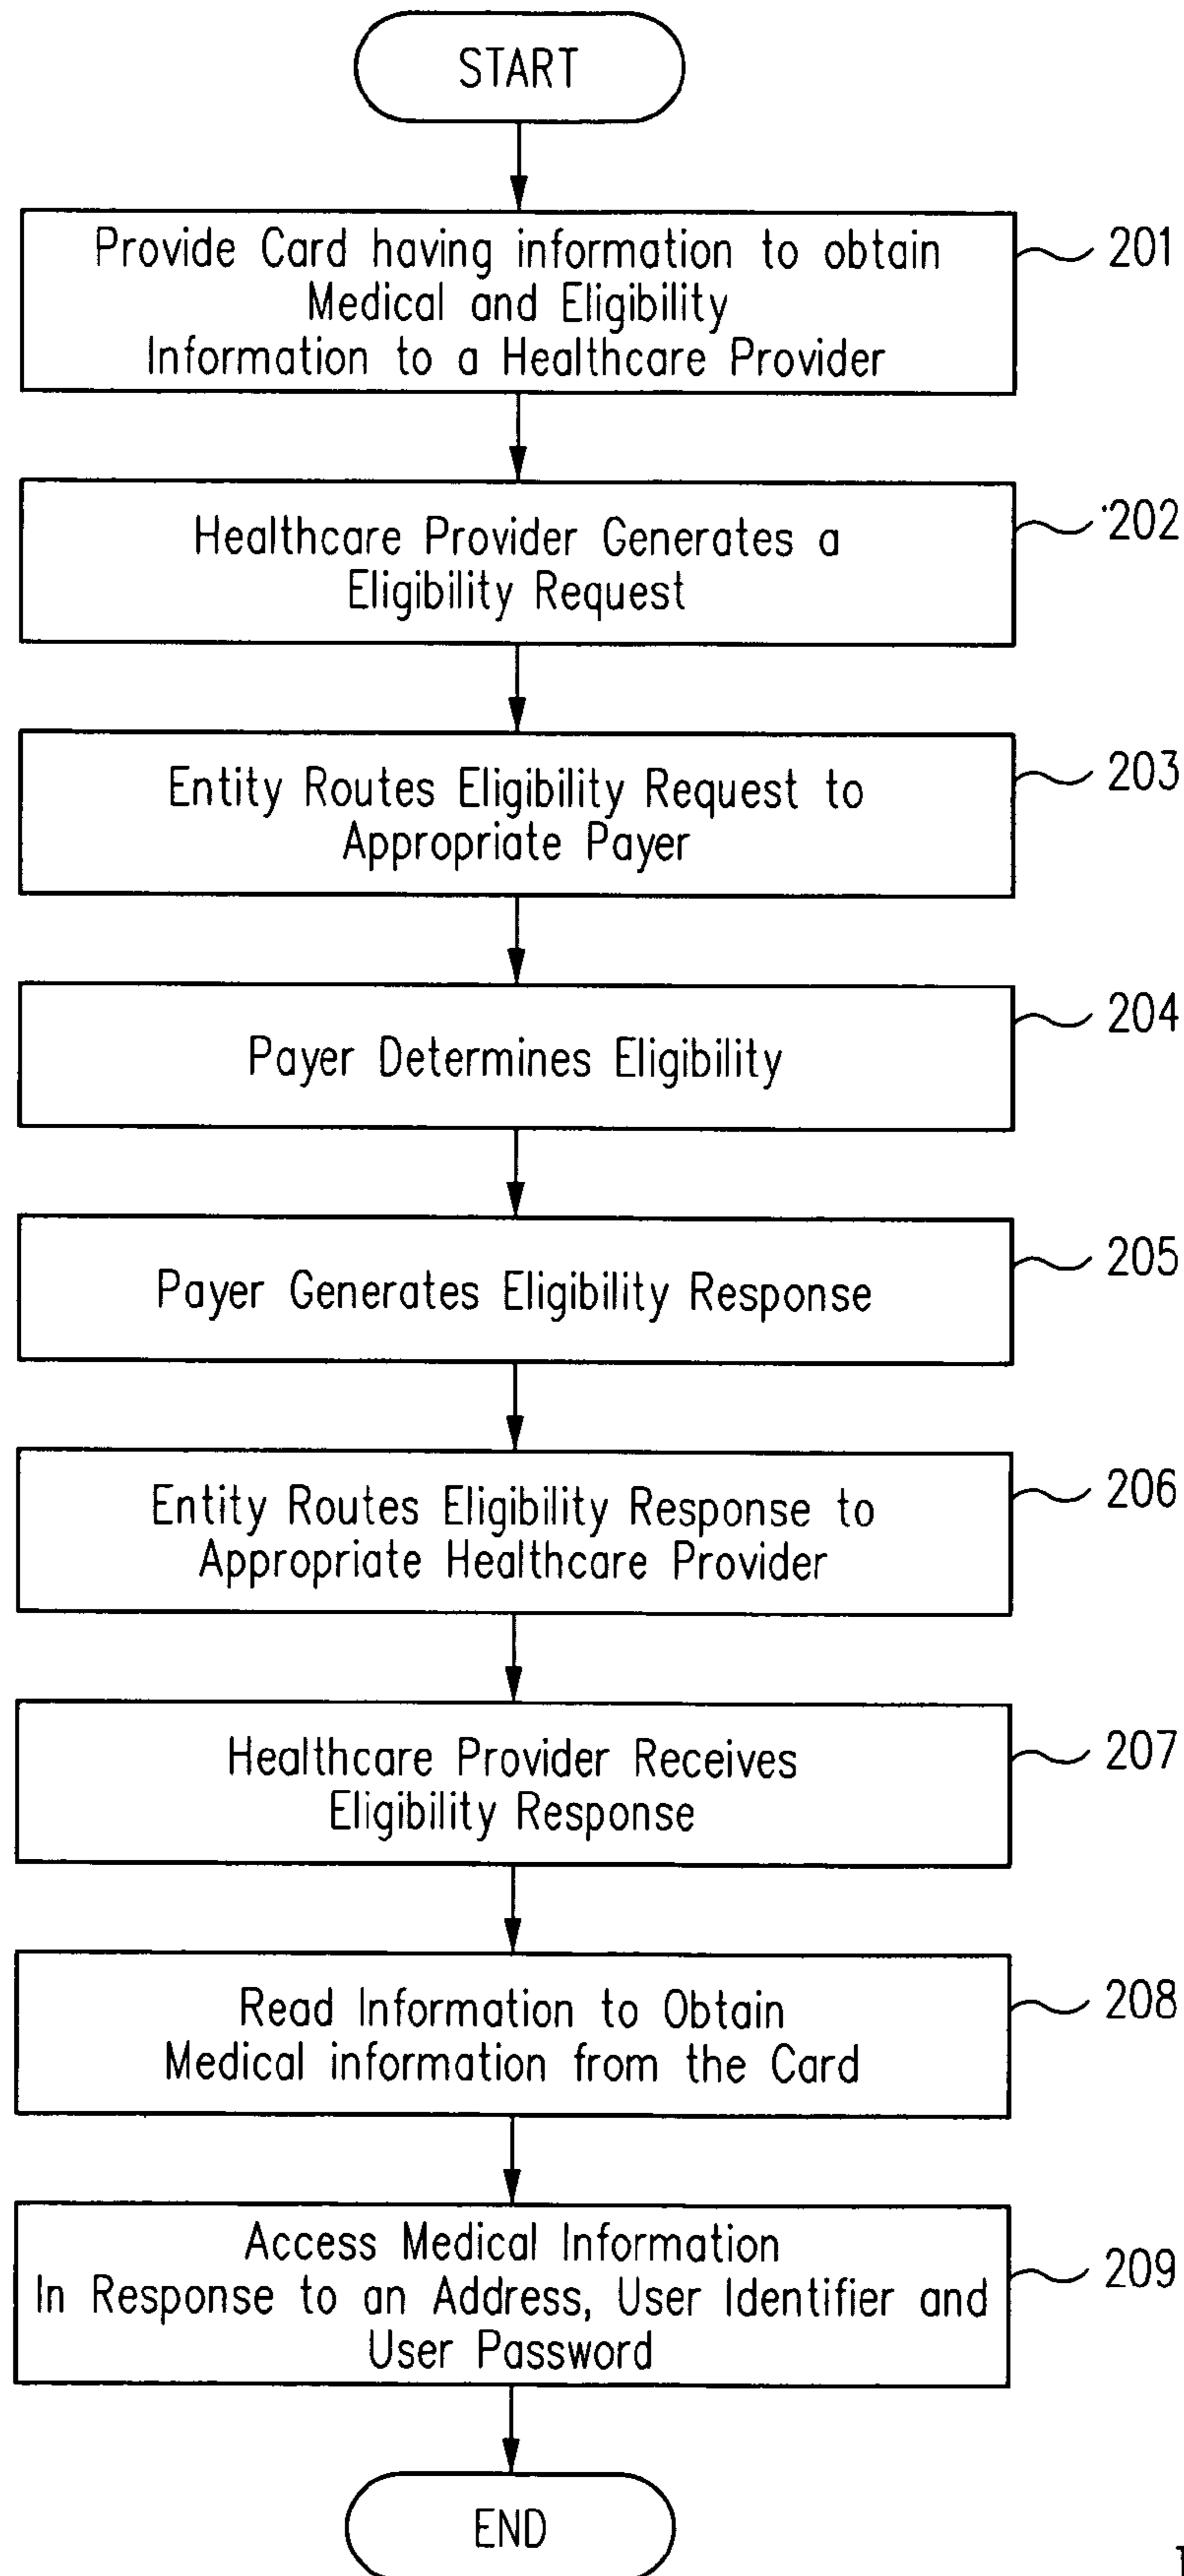 START
Provide Card having information to obtain
Medical and Eligibility
Information to a Healthcare Provider
201
Healthcare Provider Generates a
Eligibility Request
202
Entity Routes Eligibility Request to
Appropriate Payer
203
Payer Determines Eligibility
204
Payer Generates Eligibility Response
205
Entity Routes Eligibility Response to
Appropriate Healthcare Provider
206
Healthcare Provider Receives
Eligibility Response
207
Read Information to Obtain
Medical information from the Card
208
Access Medical Information
In Response to an Address, User Identifier and
User Password
209
END